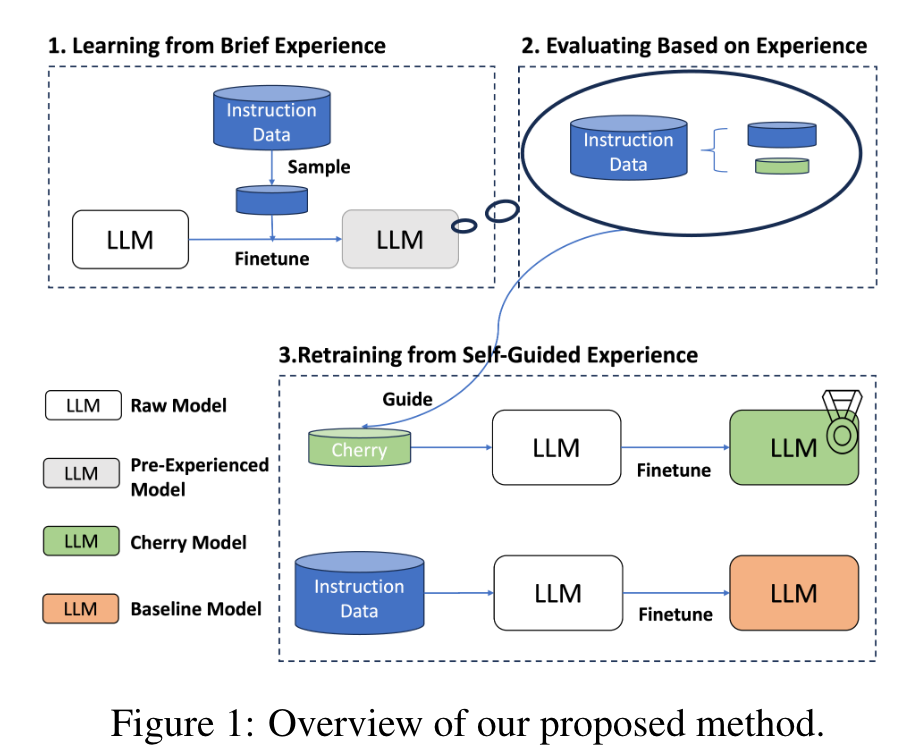 1. Learning from Brief Experience
Instruction
Data
Sample
LLM
Finetune
LLM
2. Evaluating Based on Experience
Instruction
Data
3.Retraining from Self-Guided Experience
Guide
Cherry
LLM
Finetune
LLM
Instruction
Data
LLM
Finetune
LLM
LLM Raw Model
LLM Pre-Experienced
Model
LLM Cherry Model
LLM Baseline Model
Figure 1: Overview of our proposed method.